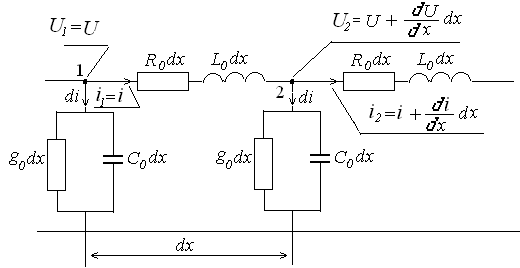 U₁=U
U₂=U+dU/dx dx
R₀dx
L₀dx
R₀dx
L₀dx
1
2
di
i₁=i
di
i₂=i+di/dx dx
g₀dx
C₀dx
g₀dx
C₀dx
dx